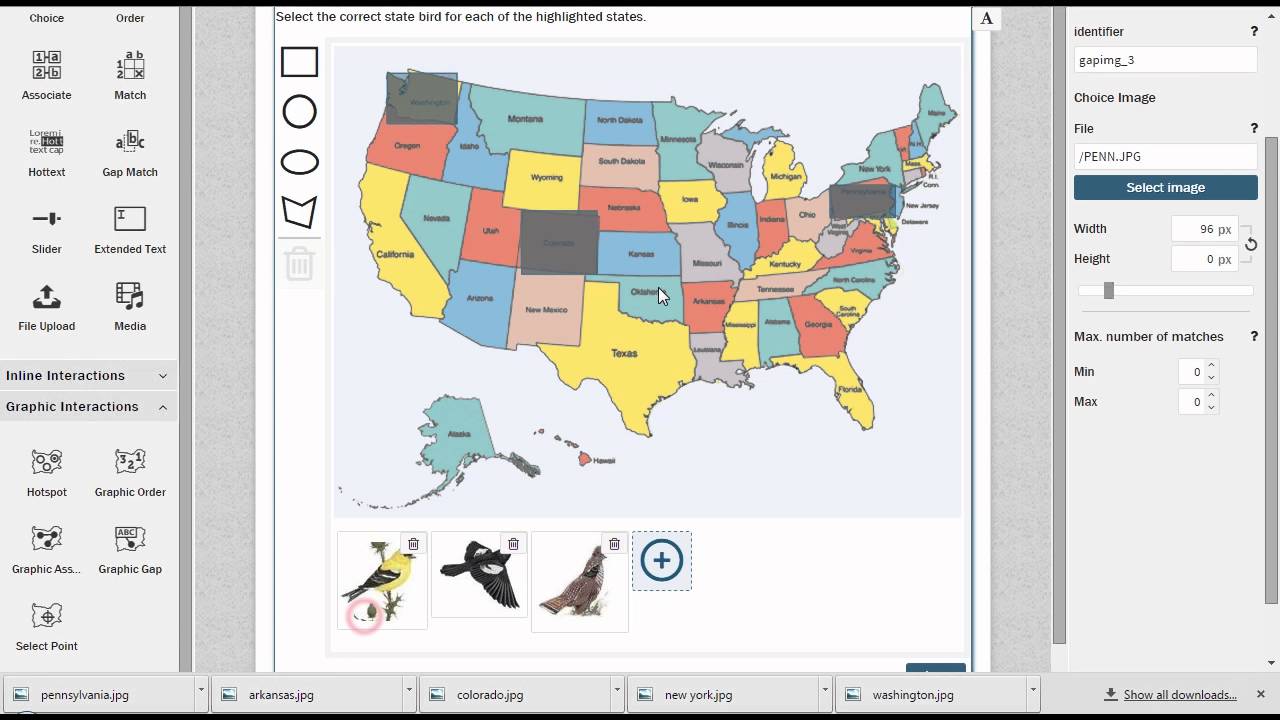 Choice
Order
Associate
Match
Hottext
Gap Match
Slider
Extended Text
File Upload
Media
Inline Interactions
Graphic Interactions
Hotspot
Graphic Order
Graphic Ass...
Graphic Gap
Select Point
Select the correct state bird for each of the highlighted states.
A
Washington
Montana
North Dakota
Minnesota
Maine
Oregon
Idaho
Wyoming
South Dakota
Wisconsin
Michigan
New York
N.H.
Mass.
R.I.
Conn.
New Jersey
Delaware
Pennsylvania
Nevada
Utah
Colorado
Nebraska
Iowa
Illinois
Indiana
Ohio
West
Virginia
Virginia
California
Kansas
Missouri
Kentucky
Arizona
New Mexico
Oklahom
Arkansas
Tennessee
North Carolina
South
Carolina
Mississippi
Alabama
Georgia
Texas
Louisiana
Florida
Alaska
Hawaii
identifier ?
gapimg_3
Choice Image
File ?
/PENN.JPG
Select image
Width 96 px
Height 0 px
Max. number of matches ?
Min 0
Max 0
pennsylvania.jpg
arkansas.jpg
colorado.jpg
new york.jpg
washington.jpg
Show all downloads...